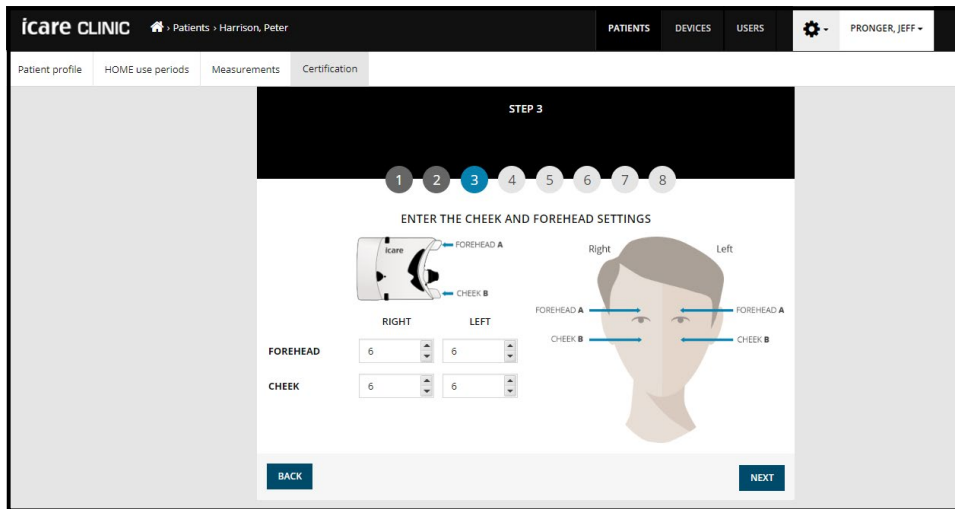 icare CLINIC
› Patients › Harrison, Peter
PATIENTS
DEVICES
USERS
PRONGER, JEFF
Patient profile
HOME use periods
Measurements
Certification
STEP 3
1 2 3 4 5 6 7 8
ENTER THE CHEEK AND FOREHEAD SETTINGS
icare
FOREHEAD A
CHEEK B
Right
Left
FOREHEAD A
FOREHEAD A
CHEEK B
CHEEK B
RIGHT LEFT
FOREHEAD 6 6
CHEEK 6 6
BACK
NEXT